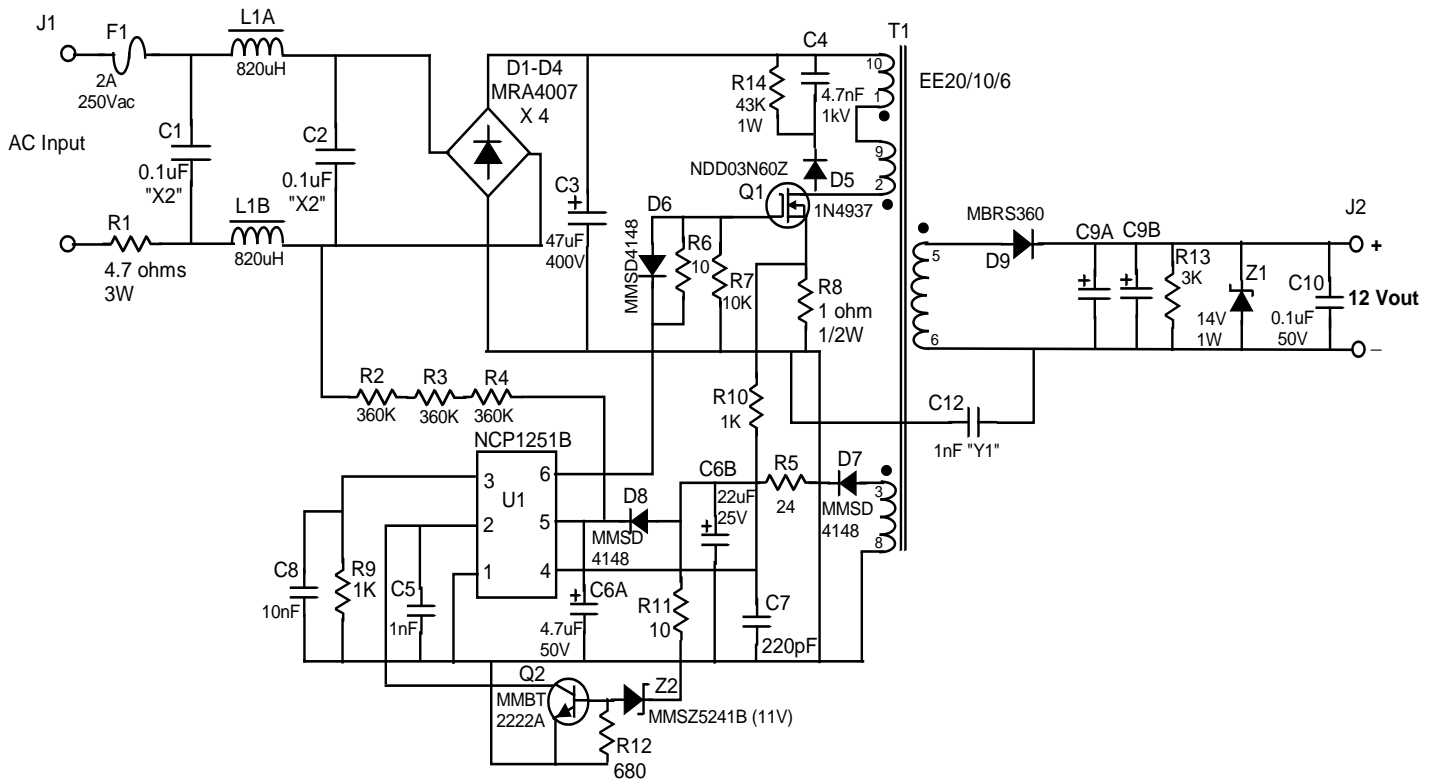 J1
F1
2A
250Vac
L1A
820uH
AC Input
C1
0.1uF
"X2"
C2
0.1uF
"X2"
R1
4.7 ohms
3W
L1B
820uH
D1-D4
MRA4007
X 4
C3
+
47uF
400V
R14
43K
1W
C4
4.7nF
1kV
T1
EE20/10/6
10
1
9
2
NDD03N60Z
Q1
D5
1N4937
D6
MMSD4148
R6
10
R7
10K
R8
1 ohm
1/2W
5
6
MBRS360
D9
C9A
+
C9B
+
R13
3K
Z1
14V
1W
C10
0.1uF
50V
J2
+
12 Vout
_
R2
360K
R3
360K
R4
360K
R10
1K
C12
1nF "Y1"
NCP1251B
U1
3
2
1
6
5
4
D8
MMSD
4148
C6B
22uF
25V
+
R5
24
D7
MMSD
4148
3
8
C8
10nF
R9
1K
C5
1nF
+
C6A
4.7uF
50V
R11
10
C7
220pF
Q2
MMBT
2222A
Z2
MMSZ5241B (11V)
R12
680